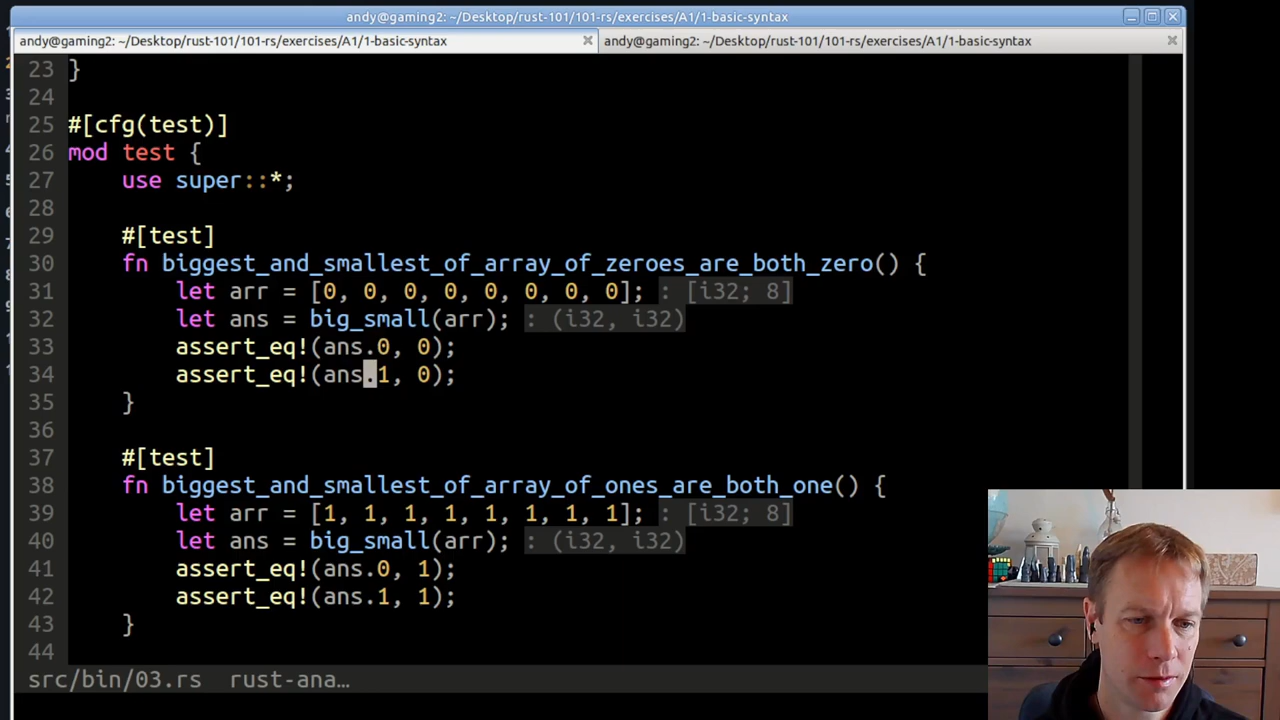 andy@gaming2: ~/Desktop/rust-101/101-rs/exercises/A1/1-basic-syntax
andy@gaming2: ~/Desktop/rust-101/101-rs/exercises/A1/1-basic-syntax
andy@gaming2: ~/Desktop/rust-101/101-rs/exercises/A1/1-basic-syntax
23 }
24
25 #[cfg(test)]
26 mod test {
27     use super::*;
28
29     #[test]
30     fn biggest_and_smallest_of_array_of_zeroes_are_both_zero() {
31         let arr = [0, 0, 0, 0, 0, 0, 0, 0]; : [i32; 8]
32         let ans = big_small(arr); : (i32, i32)
33         assert_eq!(ans.0, 0);
34         assert_eq!(ans.1, 0);
35     }
36
37     #[test]
38     fn biggest_and_smallest_of_array_of_ones_are_both_one() {
39         let arr = [1, 1, 1, 1, 1, 1, 1, 1]; : [i32; 8]
40         let ans = big_small(arr); : (i32, i32)
41         assert_eq!(ans.0, 1);
42         assert_eq!(ans.1, 1);
43     }
44
src/bin/03.rs rust-ana…